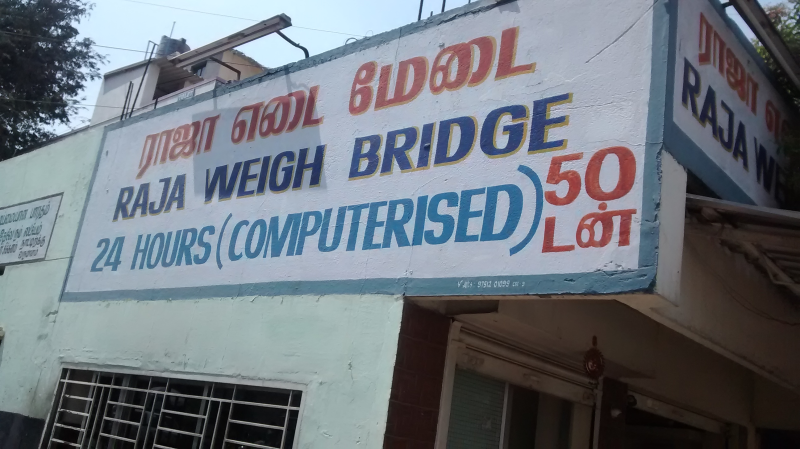 ராஜா எடை மேடை
RAJA WEIGH BRIDGE
24 HOURS (COMPUTERISED)
50
டன்
ராஜா
RAJA WE